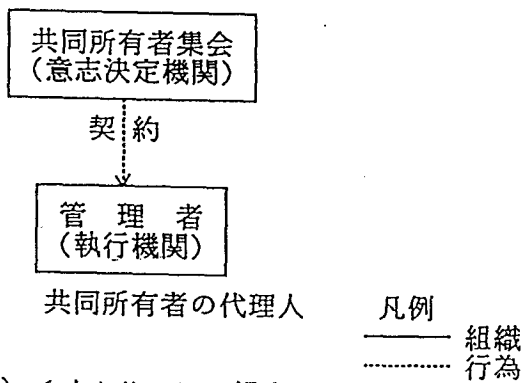 共同所有者集会
（意志決定機関）
契約
管理者
（執行機関）
共同所有者の代理人
凡例
組織
行為